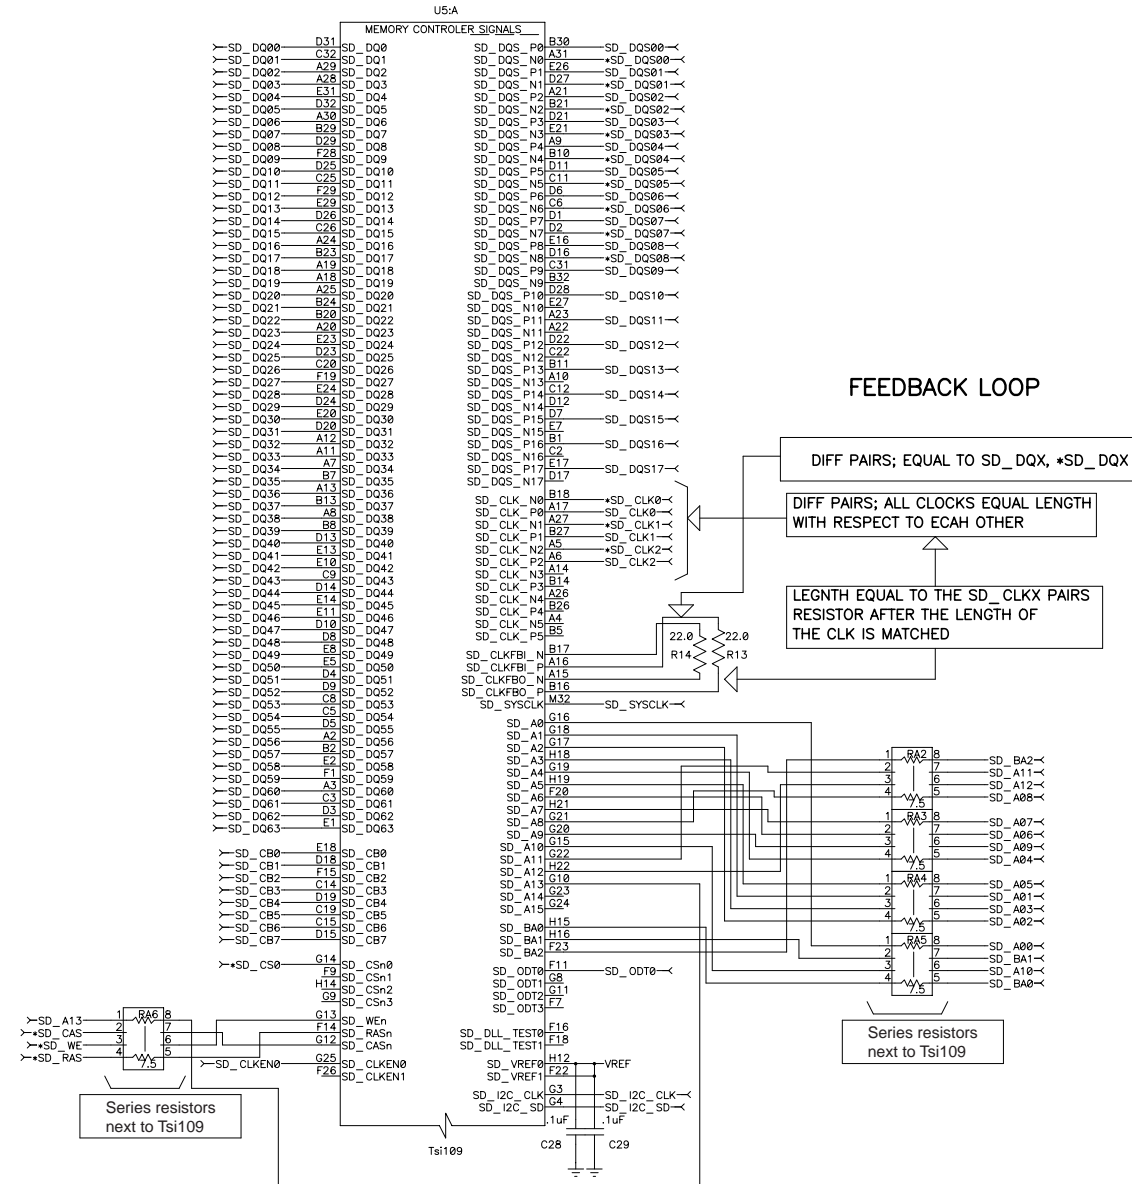 U5:A
MEMORY CONTROLER SIGNALS
SD_DQ00 D31 SD_DQ0
SD_DQ01 C32 SD_DQ1
SD_DQ02 A29 SD_DQ2
SD_DQ03 A28 SD_DQ3
SD_DQ04 E31 SD_DQ4
SD_DQ05 D32 SD_DQ5
SD_DQ06 A30 SD_DQ6
SD_DQ07 B29 SD_DQ7
SD_DQ08 D29 SD_DQ8
SD_DQ09 F28 SD_DQ9
SD_DQ10 D25 SD_DQ10
SD_DQ11 C25 SD_DQ11
SD_DQ12 F29 SD_DQ12
SD_DQ13 E29 SD_DQ13
SD_DQ14 D26 SD_DQ14
SD_DQ15 C26 SD_DQ15
SD_DQ16 A24 SD_DQ16
SD_DQ17 B23 SD_DQ17
SD_DQ18 A19 SD_DQ18
SD_DQ19 A18 SD_DQ19
SD_DQ20 A25 SD_DQ20
SD_DQ21 B24 SD_DQ21
SD_DQ22 B20 SD_DQ22
SD_DQ23 A20 SD_DQ23
SD_DQ24 E23 SD_DQ24
SD_DQ25 D23 SD_DQ25
SD_DQ26 C20 SD_DQ26
SD_DQ27 F19 SD_DQ27
SD_DQ28 E24 SD_DQ28
SD_DQ29 D24 SD_DQ29
SD_DQ30 E20 SD_DQ30
SD_DQ31 D20 SD_DQ31
SD_DQ32 A12 SD_DQ32
SD_DQ33 A11 SD_DQ33
SD_DQ34 A7 SD_DQ34
SD_DQ35 B7 SD_DQ35
SD_DQ36 A13 SD_DQ36
SD_DQ37 B13 SD_DQ37
SD_DQ38 A8 SD_DQ38
SD_DQ39 B8 SD_DQ39
SD_DQ40 D13 SD_DQ40
SD_DQ41 E13 SD_DQ41
SD_DQ42 E10 SD_DQ42
SD_DQ43 C9 SD_DQ43
SD_DQ44 D14 SD_DQ44
SD_DQ45 E14 SD_DQ45
SD_DQ46 E11 SD_DQ46
SD_DQ47 D10 SD_DQ47
SD_DQ48 D8 SD_DQ48
SD_DQ49 E8 SD_DQ49
SD_DQ50 E5 SD_DQ50
SD_DQ51 D4 SD_DQ51
SD_DQ52 D9 SD_DQ52
SD_DQ53 C8 SD_DQ53
SD_DQ54 C5 SD_DQ54
SD_DQ55 D5 SD_DQ55
SD_DQ56 A2 SD_DQ56
SD_DQ57 B2 SD_DQ57
SD_DQ58 E2 SD_DQ58
SD_DQ59 F1 SD_DQ59
SD_DQ60 A3 SD_DQ60
SD_DQ61 C3 SD_DQ61
SD_DQ62 D3 SD_DQ62
SD_DQ63 E1 SD_DQ63
SD_CB0 E18 SD_CB0
SD_CB1 D18 SD_CB1
SD_CB2 F15 SD_CB2
SD_CB3 C14 SD_CB3
SD_CB4 D19 SD_CB4
SD_CB5 C19 SD_CB5
SD_CB6 C15 SD_CB6
SD_CB7 D15 SD_CB7
*SD_CS0 G14 SD_CSn0
F9 SD_CSn1
H14 SD_CSn2
G9 SD_CSn3
G13 SD_WEn
F14 SD_RASn
G12 SD_CASn
SD_CLKEN0 G25 SD_CLKEN0
F26 SD_CLKEN1
SD_A13 1 RA6 8
*SD_CAS 2 7
*SD_WE 3 6
*SD_RAS 4 5
7.5
Series resistors
next to Tsi109
SD_DQS_P0 B30 SD_DQS00
SD_DQS_N0 A31 *SD_DQS00
SD_DQS_P1 E26 SD_DQS01
SD_DQS_N1 D27 *SD_DQS01
SD_DQS_P2 A21 SD_DQS02
SD_DQS_N2 B21 *SD_DQS02
SD_DQS_P3 D21 SD_DQS03
SD_DQS_N3 E21 *SD_DQS03
SD_DQS_P4 A9 SD_DQS04
SD_DQS_N4 B10 *SD_DQS04
SD_DQS_P5 D11 SD_DQS05
SD_DQS_N5 C11 *SD_DQS05
SD_DQS_P6 D6 SD_DQS06
SD_DQS_N6 C6 *SD_DQS06
SD_DQS_P7 D1 SD_DQS07
SD_DQS_N7 D2 *SD_DQS07
SD_DQS_P8 E16 SD_DQS08
SD_DQS_N8 D16 *SD_DQS08
SD_DQS_P9 C31 SD_DQS09
SD_DQS_N9 B32
SD_DQS_P10 D28 SD_DQS10
SD_DQS_N10 E27
SD_DQS_P11 A23 SD_DQS11
SD_DQS_N11 A22
SD_DQS_P12 D22 SD_DQS12
SD_DQS_N12 C22
SD_DQS_P13 B11 SD_DQS13
SD_DQS_N13 A10
SD_DQS_P14 C12 SD_DQS14
SD_DQS_N14 D12
SD_DQS_P15 D7 SD_DQS15
SD_DQS_N15 E7
SD_DQS_P16 B1 SD_DQS16
SD_DQS_N16 C2
SD_DQS_P17 E17 SD_DQS17
SD_DQS_N17 D17
SD_CLK_N0 B18 *SD_CLK0
SD_CLK_P0 A17 SD_CLK0
SD_CLK_N1 A27 *SD_CLK1
SD_CLK_P1 B27 SD_CLK1
SD_CLK_N2 A5 *SD_CLK2
SD_CLK_P2 A6 SD_CLK2
SD_CLK_N3 A14
SD_CLK_P3 B14
SD_CLK_N4 A26
SD_CLK_P4 B26
SD_CLK_N5 A4
SD_CLK_P5 B5
SD_CLKFBI_N B17
SD_CLKFBI_P A16
SD_CLKFBO_N A15
SD_CLKFBO_P B16
SD_SYSCLK M32 SD_SYSCLK
22.0 22.0
R14 R13
SD_A0 G16
SD_A1 G18
SD_A2 G17
SD_A3 H18
SD_A4 G19
SD_A5 H19
SD_A6 F20
SD_A7 H21
SD_A8 G21
SD_A9 G20
SD_A10 G15
SD_A11 G22
SD_A12 H22
SD_A13 G10
SD_A14 G23
SD_A15 G24
SD_BA0 H15
SD_BA1 H16
SD_BA2 F23
SD_ODT0 F11 SD_ODT0
SD_ODT1 G8
SD_ODT2 G11
SD_ODT3 F7
SD_DLL_TEST0 F16
SD_DLL_TEST1 F18
SD_VREF0 H12 VREF
SD_VREF1 F22
SD_I2C_CLK G3 SD_I2C_CLK
SD_I2C_SD G4 SD_I2C_SD
.1uF .1uF
C28 C29
Tsi109
FEEDBACK LOOP
DIFF PAIRS; EQUAL TO SD_DQX, *SD_DQX
DIFF PAIRS; ALL CLOCKS EQUAL LENGTH
WITH RESPECT TO ECAH OTHER
LEGNTH EQUAL TO THE SD_CLKX PAIRS
RESISTOR AFTER THE LENGTH OF
THE CLK IS MATCHED
1 RA2 8 SD_BA2
2 7 SD_A11
3 6 SD_A12
4 5 SD_A08
7.5
1 RA3 8 SD_A07
2 7 SD_A06
3 6 SD_A09
4 5 SD_A04
7.5
1 RA4 8 SD_A05
2 7 SD_A01
3 6 SD_A03
4 5 SD_A02
7.5
1 RA5 8 SD_A00
2 7 SD_BA1
3 6 SD_A10
4 5 SD_BA0
7.5
Series resistors
next to Tsi109